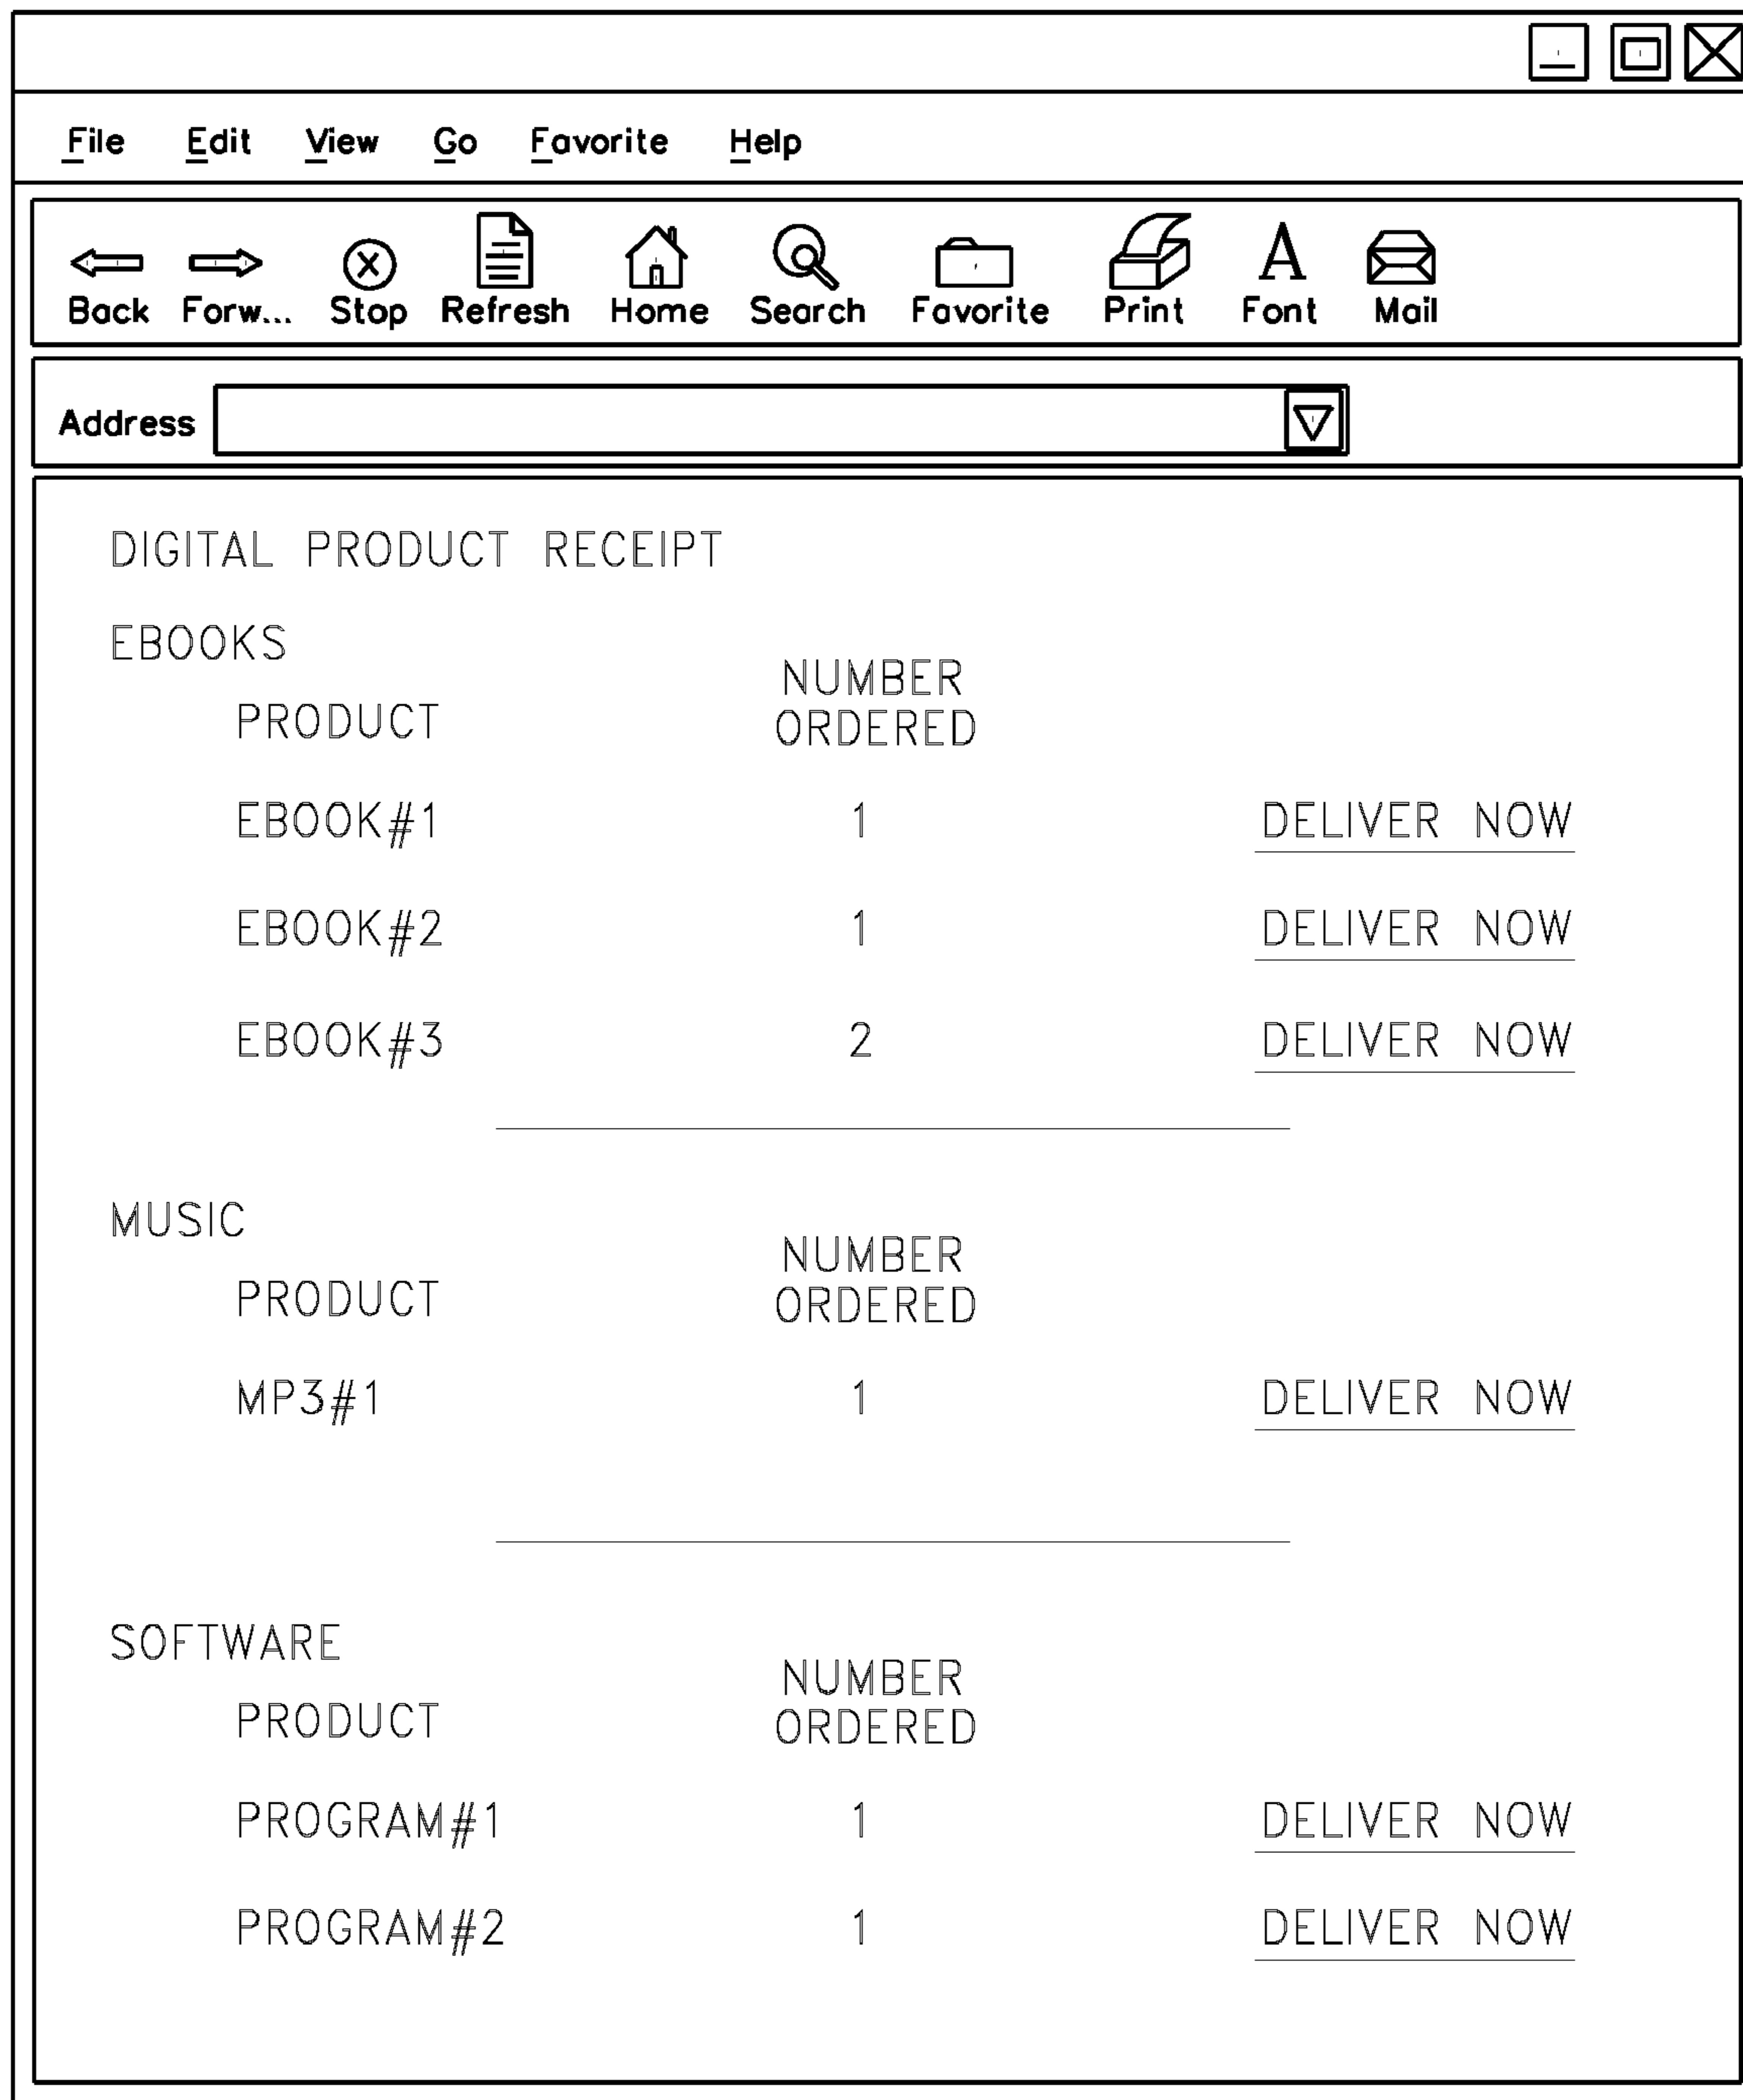 File Edit View Go Favorite Help
Back Forw... Stop Refresh Home Search Favorite Print Font Mail
Address
DIGITAL PRODUCT RECEIPT
EBOOKS
NUMBER
PRODUCT ORDERED
EBOOK#1 1 DELIVER NOW
EBOOK#2 1 DELIVER NOW
EBOOK#3 2 DELIVER NOW
MUSIC
NUMBER
PRODUCT ORDERED
MP3#1 1 DELIVER NOW
SOFTWARE
NUMBER
PRODUCT ORDERED
PROGRAM#1 1 DELIVER NOW
PROGRAM#2 1 DELIVER NOW